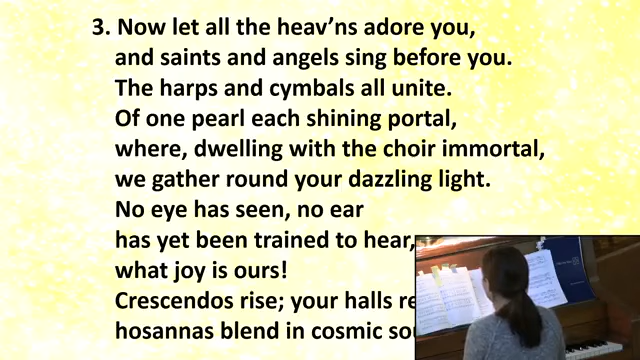 3. Now let all the heav'ns adore you,
and saints and angels sing before you.
The harps and cymbals all unite.
Of one pearl each shining portal,
where, dwelling with the choir immortal,
we gather round your dazzling light.
No eye has seen, no ear
has yet been trained to hear,
what joy is ours!
Crescendos rise; your halls
hosannas blend in cosmic